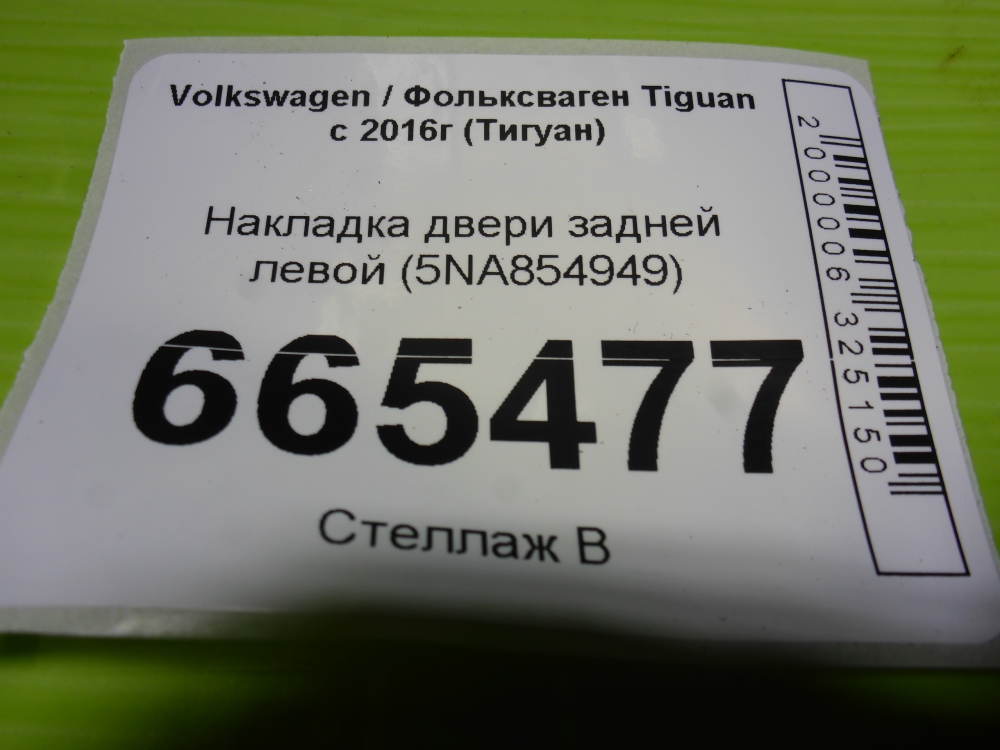 Volkswagen / Фольксваген Tiguan
с 2016г (Тигуан)
Накладка двери задней
левой (5NA854949)
665477
Стеллаж В
2000006325150